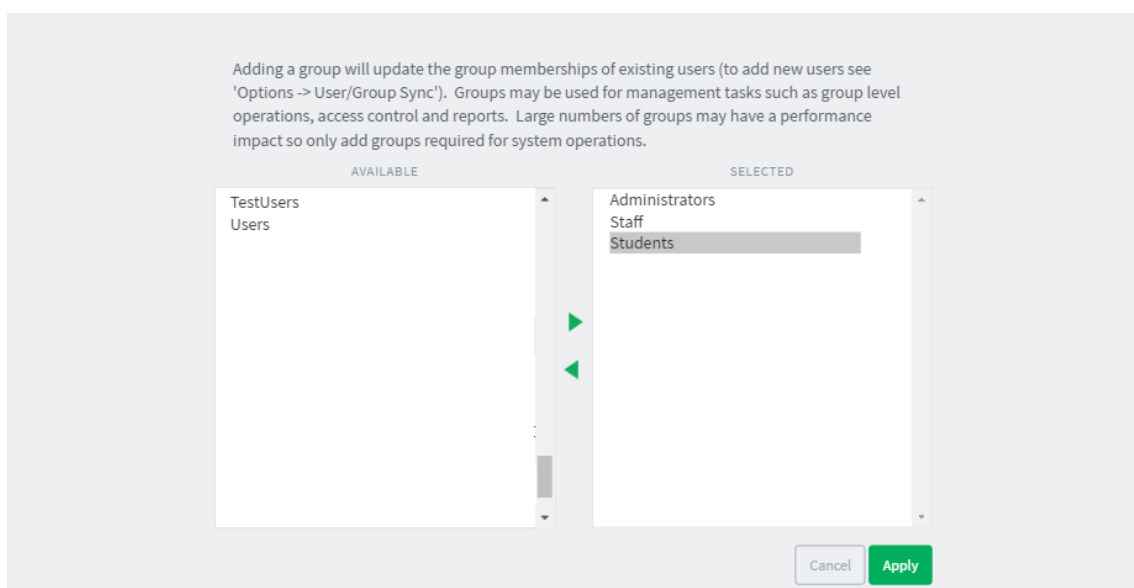 Adding a group will update the group memberships of existing users (to add new users see
'Options -> User/Group Sync').  Groups may be used for management tasks such as group level
operations, access control and reports.  Large numbers of groups may have a performance
impact so only add groups required for system operations.
AVAILABLE
SELECTED
TestUsers
Users
Administrators
Staff
Students
Cancel
Apply